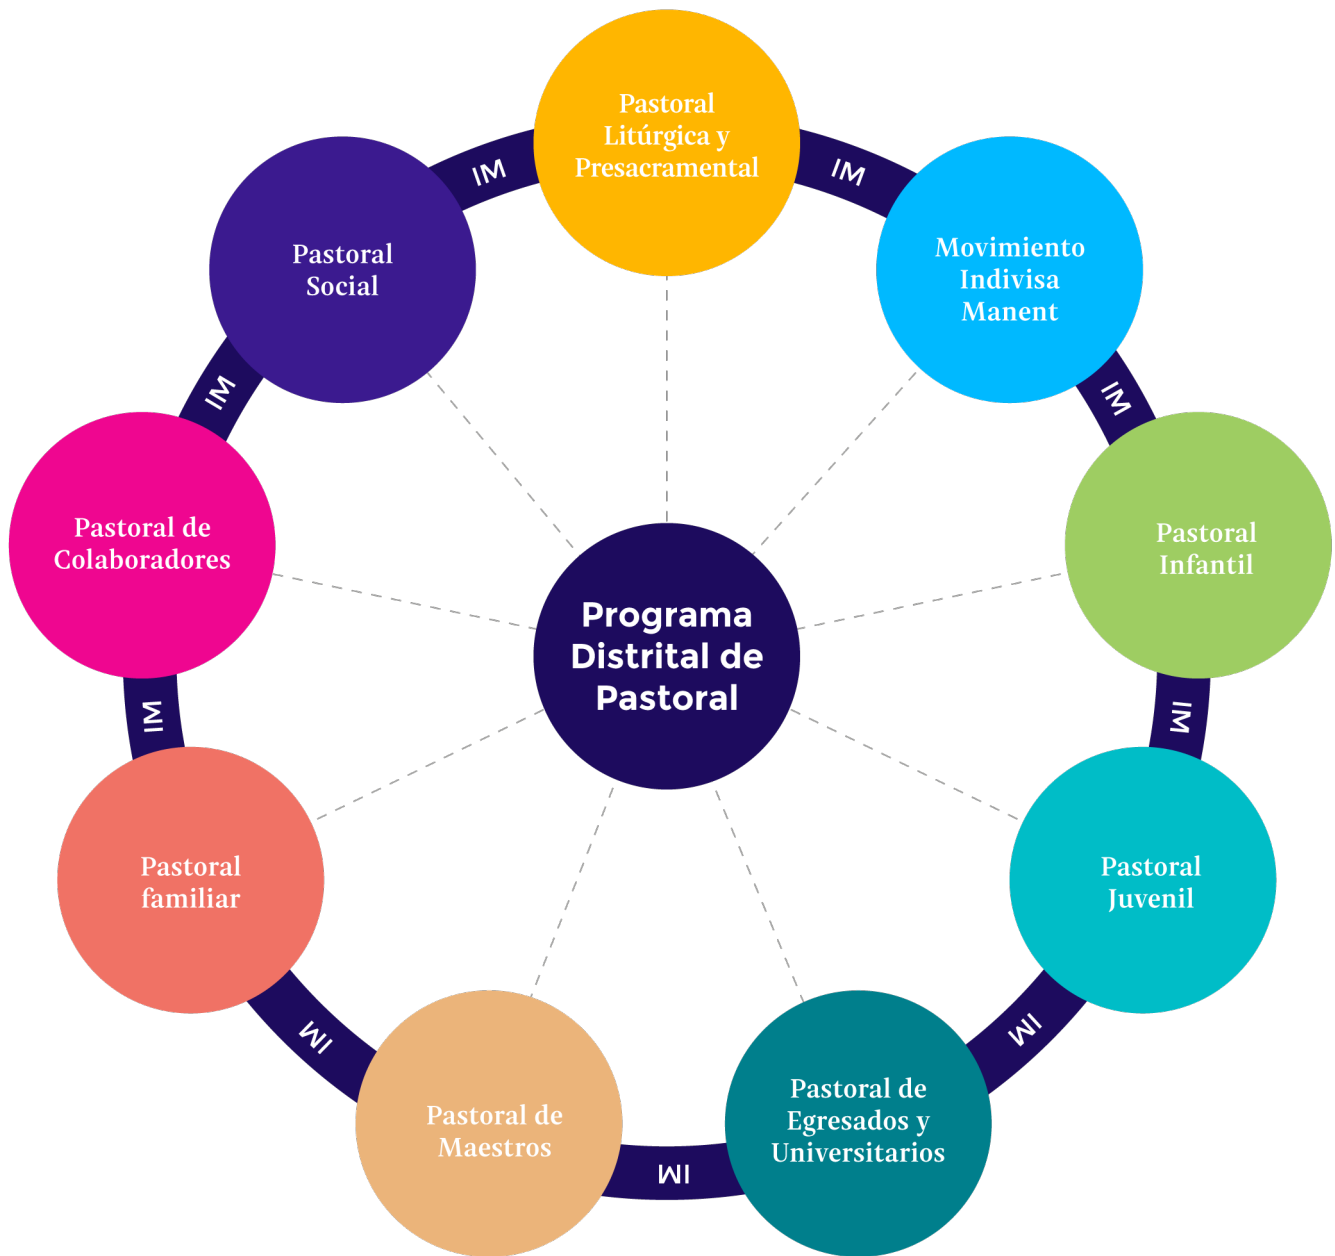 Pastoral
Litúrgica y
Presacramental
IM
Movimiento
Indivisa
Manent
IM
Pastoral
Infantil
IM
Pastoral
Juvenil
IM
Pastoral de
Egresados y
Universitarios
IM
Pastoral de
Maestros
IM
Pastoral
familiar
IM
Pastoral de
Colaboradores
IM
Pastoral
Social
IM
Programa
Distrital de
Pastoral